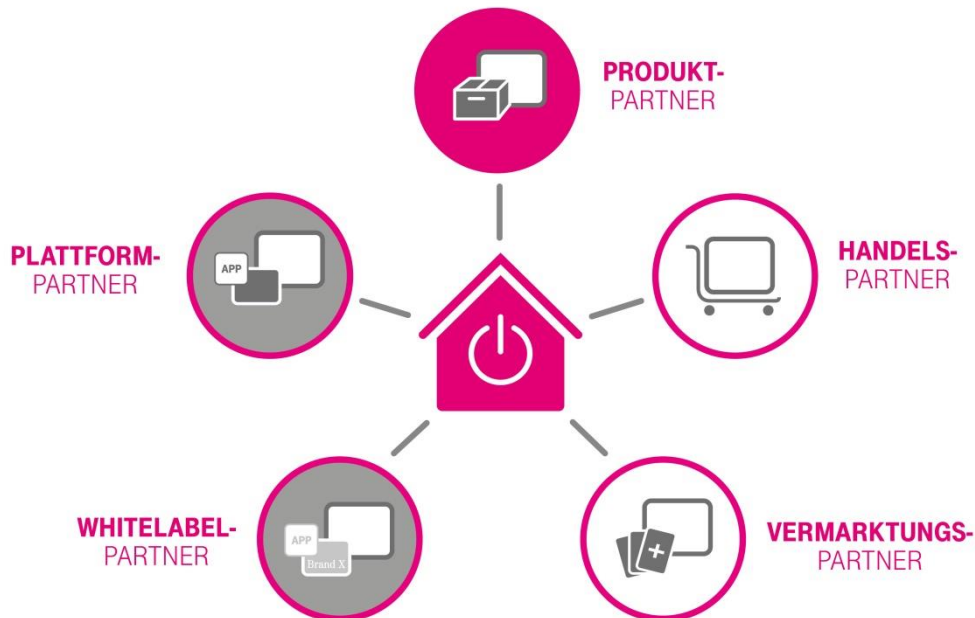 PRODUKT-
PARTNER
PLATTFORM-
PARTNER
APP
HANDELS-
PARTNER
WHITELABEL-
PARTNER
APP
Brand X
VERMARKTUNGS-
PARTNER